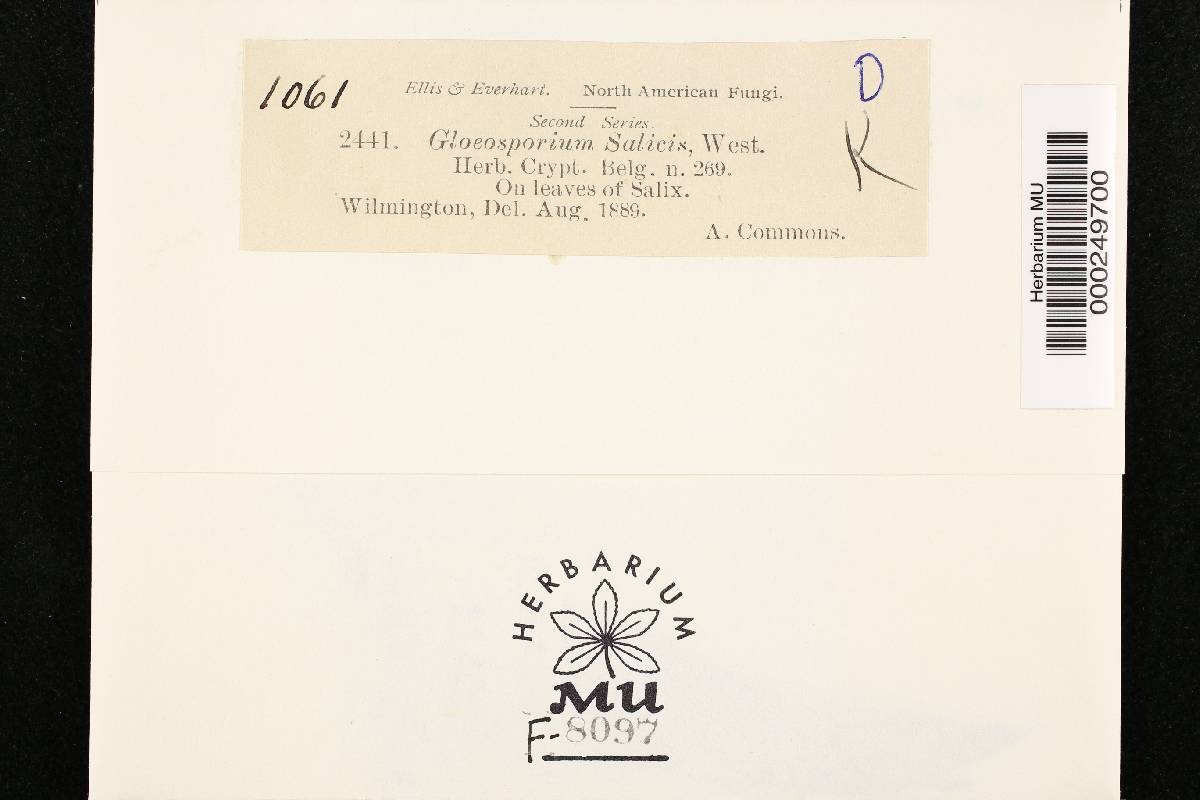 1061
Ellis & Everhart. North American Fungi.
D
K
Second Series.
2441. Gloeosporium Salicis, West.
Herb. Crypt. Belg. n. 269.
On leaves of Salix.
Wilmington, Del. Aug. 1889.
A. Commons.
Herbarium MU
000249700
HERBARIUM
MU
F-8097